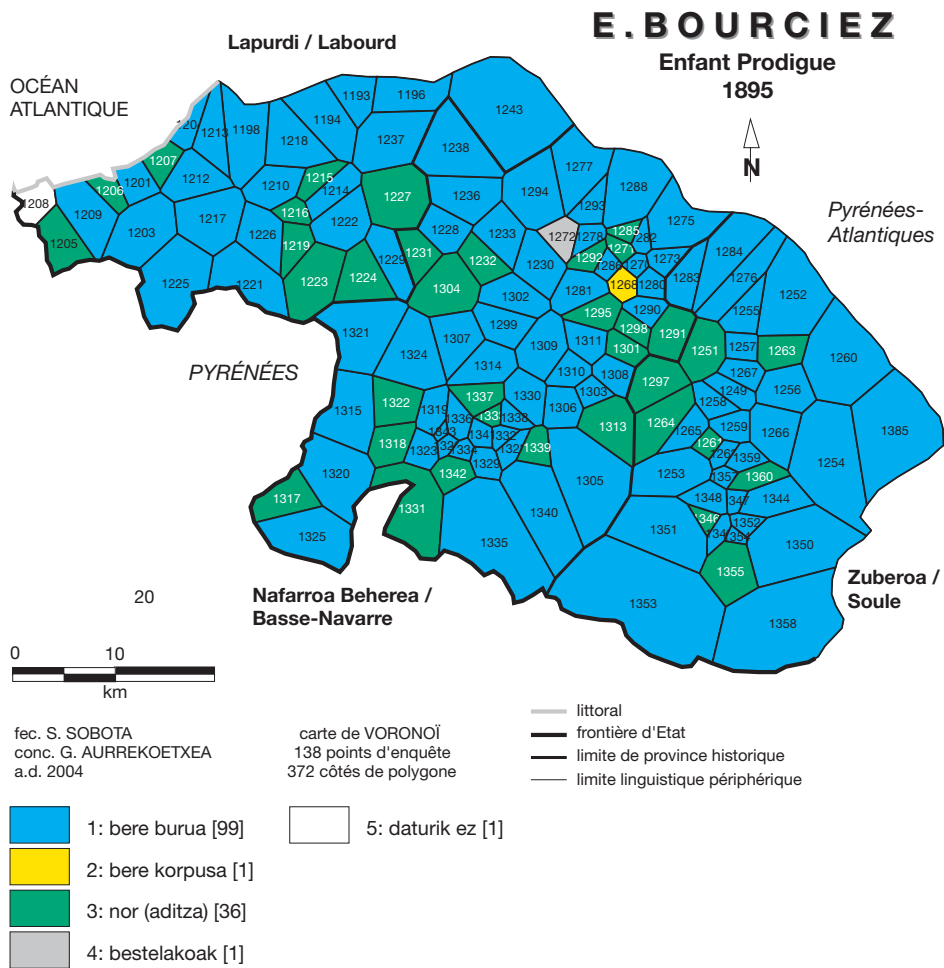 E.BOURCIEZ
Enfant Prodigue
1895
Lapurdi / Labourd
OCÉAN
ATLANTIQUE
N
Pyrénées-
Atlantiques
PYRÉNÉES
Nafarroa Beherea /
Basse-Navarre
Zuberoa /
Soule
1193 1196 1243
1213 1198 1194 1218 1237 1238
1207 1277
1208 1206 1201 1212 1210 1215 1214 1227 1236 1294 1293 1288
1209 1216 1275
1205 1203 1217 1226 1222 1228 1233 1272 1278 1285 1282
1219 1229 1231 1232 1230 1292 1273 1284
1225 1221 1223 1224 1304 1302 1281 1268 1280 1283 1276 1252
1321 1299 1295 1290 1255
1324 1307 1309 1311 1298 1301 1291 1251 1257 1263 1260
1314 1310 1308 1297 1267
1315 1322 1319 1337 1330 1306 1303 1258 1249 1256
1336 1338 1313 1264 1265 1259 1266 1385
1318 1323 1334 1332 1339 1261 1359 1254
1320 1342 1329 1305 1253 1357 1360
1317 1331 1340 1348 1344
1325 1335 1351 1346 1352 1350
1355
1353 1358
20
0 10
km
fec. S. SOBOTA
conc. G. AURREKOETXEA
a.d. 2004
carte de VORONOÏ
138 points d'enquête
372 côtés de polygone
littoral
frontière d'Etat
limite de province historique
limite linguistique périphérique
1: bere burua [99]
2: bere korpusa [1]
3: nor (aditza) [36]
4: bestelakoak [1]
5: daturik ez [1]